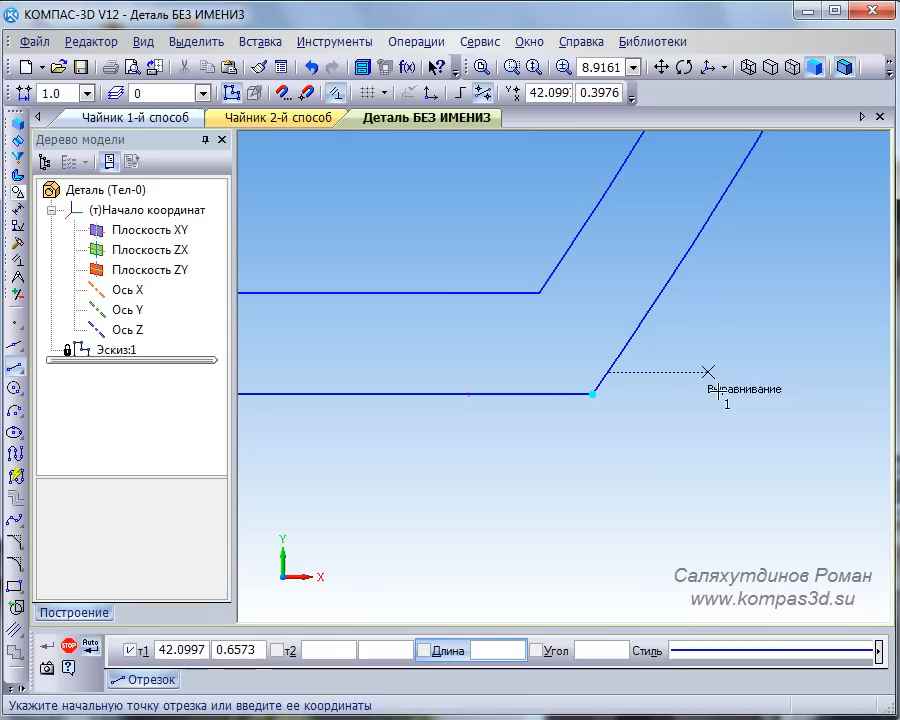 КОМПАС-3D V12 - Деталь БЕЗ ИМЕНИ3
Файл Редактор Вид Выделить Вставка Инструменты Операции Сервис Окно Справка Библиотеки
f(x) 8.9161
1.0 0 42.099 0.3976
Чайник 1-й способ Чайник 2-й способ Деталь БЕЗ ИМЕНИ3
Дерево модели
Деталь (Тел-0)
(т)Начало координат
Плоскость XY
Плоскость ZX
Плоскость ZY
Ось X
Ось Y
Ось Z
Эскиз:1
Выравнивание
1
Y
X
Саляхутдинов Роман
www.kompas3d.su
Построение
STOP Auto т1 42.0997 0.6573 т2 Длина Угол Стиль
Отрезок
Укажите начальную точку отрезка или введите ее координаты